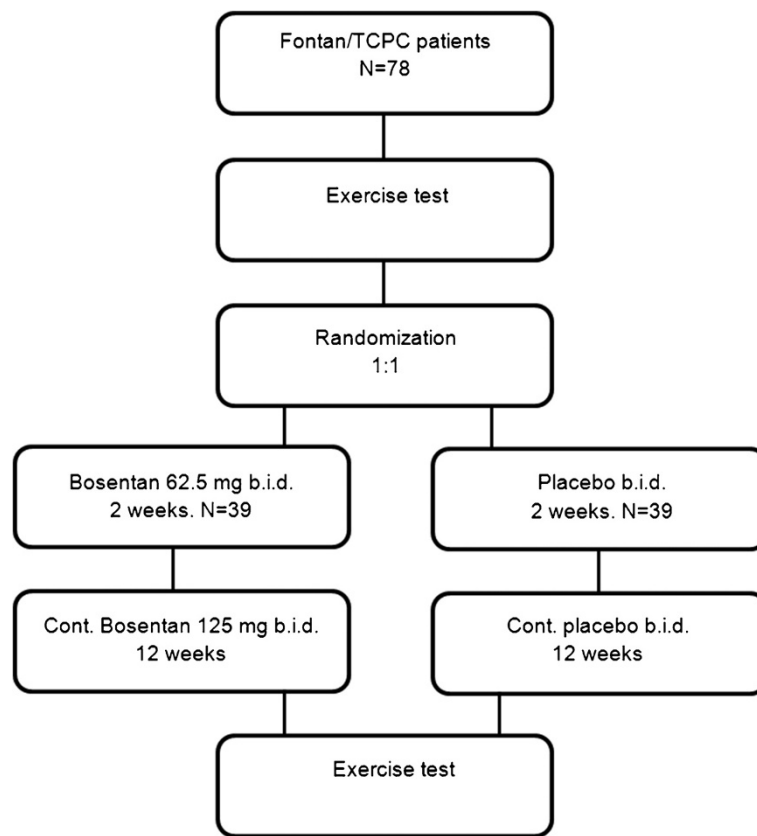 Fontan/TCPC patients
N=78
Exercise test
Randomization
1:1
Bosentan 62.5 mg b.i.d.
2 weeks. N=39
Placebo b.i.d.
2 weeks. N=39
Cont. Bosentan 125 mg b.i.d.
12 weeks
Cont. placebo b.i.d.
12 weeks
Exercise test